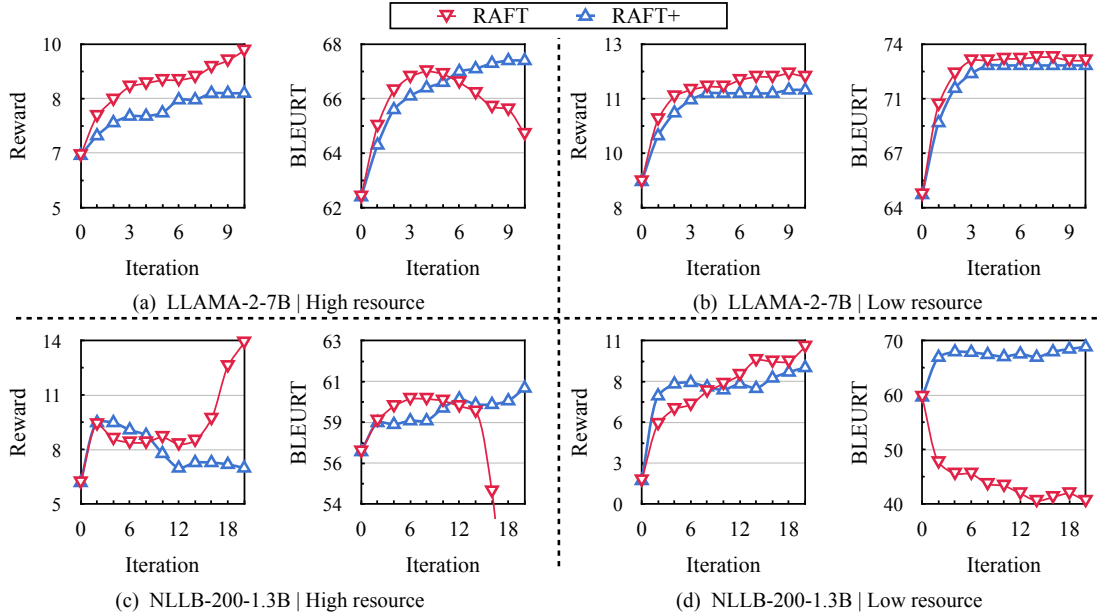 RAFT RAFT+
10
8
7
5
0 3 6 9
Reward
Iteration
68
66
64
62
0 3 6 9
BLEURT
Iteration
(a) LLAMA-2-7B | High resource
13
11
10
8
0 3 6 9
Reward
Iteration
74
71
67
64
0 3 6 9
BLEURT
Iteration
(b) LLAMA-2-7B | Low resource
14
11
8
5
0 6 12 18
Reward
Iteration
63
61
59
56
54
0 6 12 18
BLEURT
Iteration
(c) NLLB-200-1.3B | High resource
11
8
6
3
0
0 6 12 18
Reward
Iteration
70
60
50
40
0 6 12 18
BLEURT
Iteration
(d) NLLB-200-1.3B | Low resource